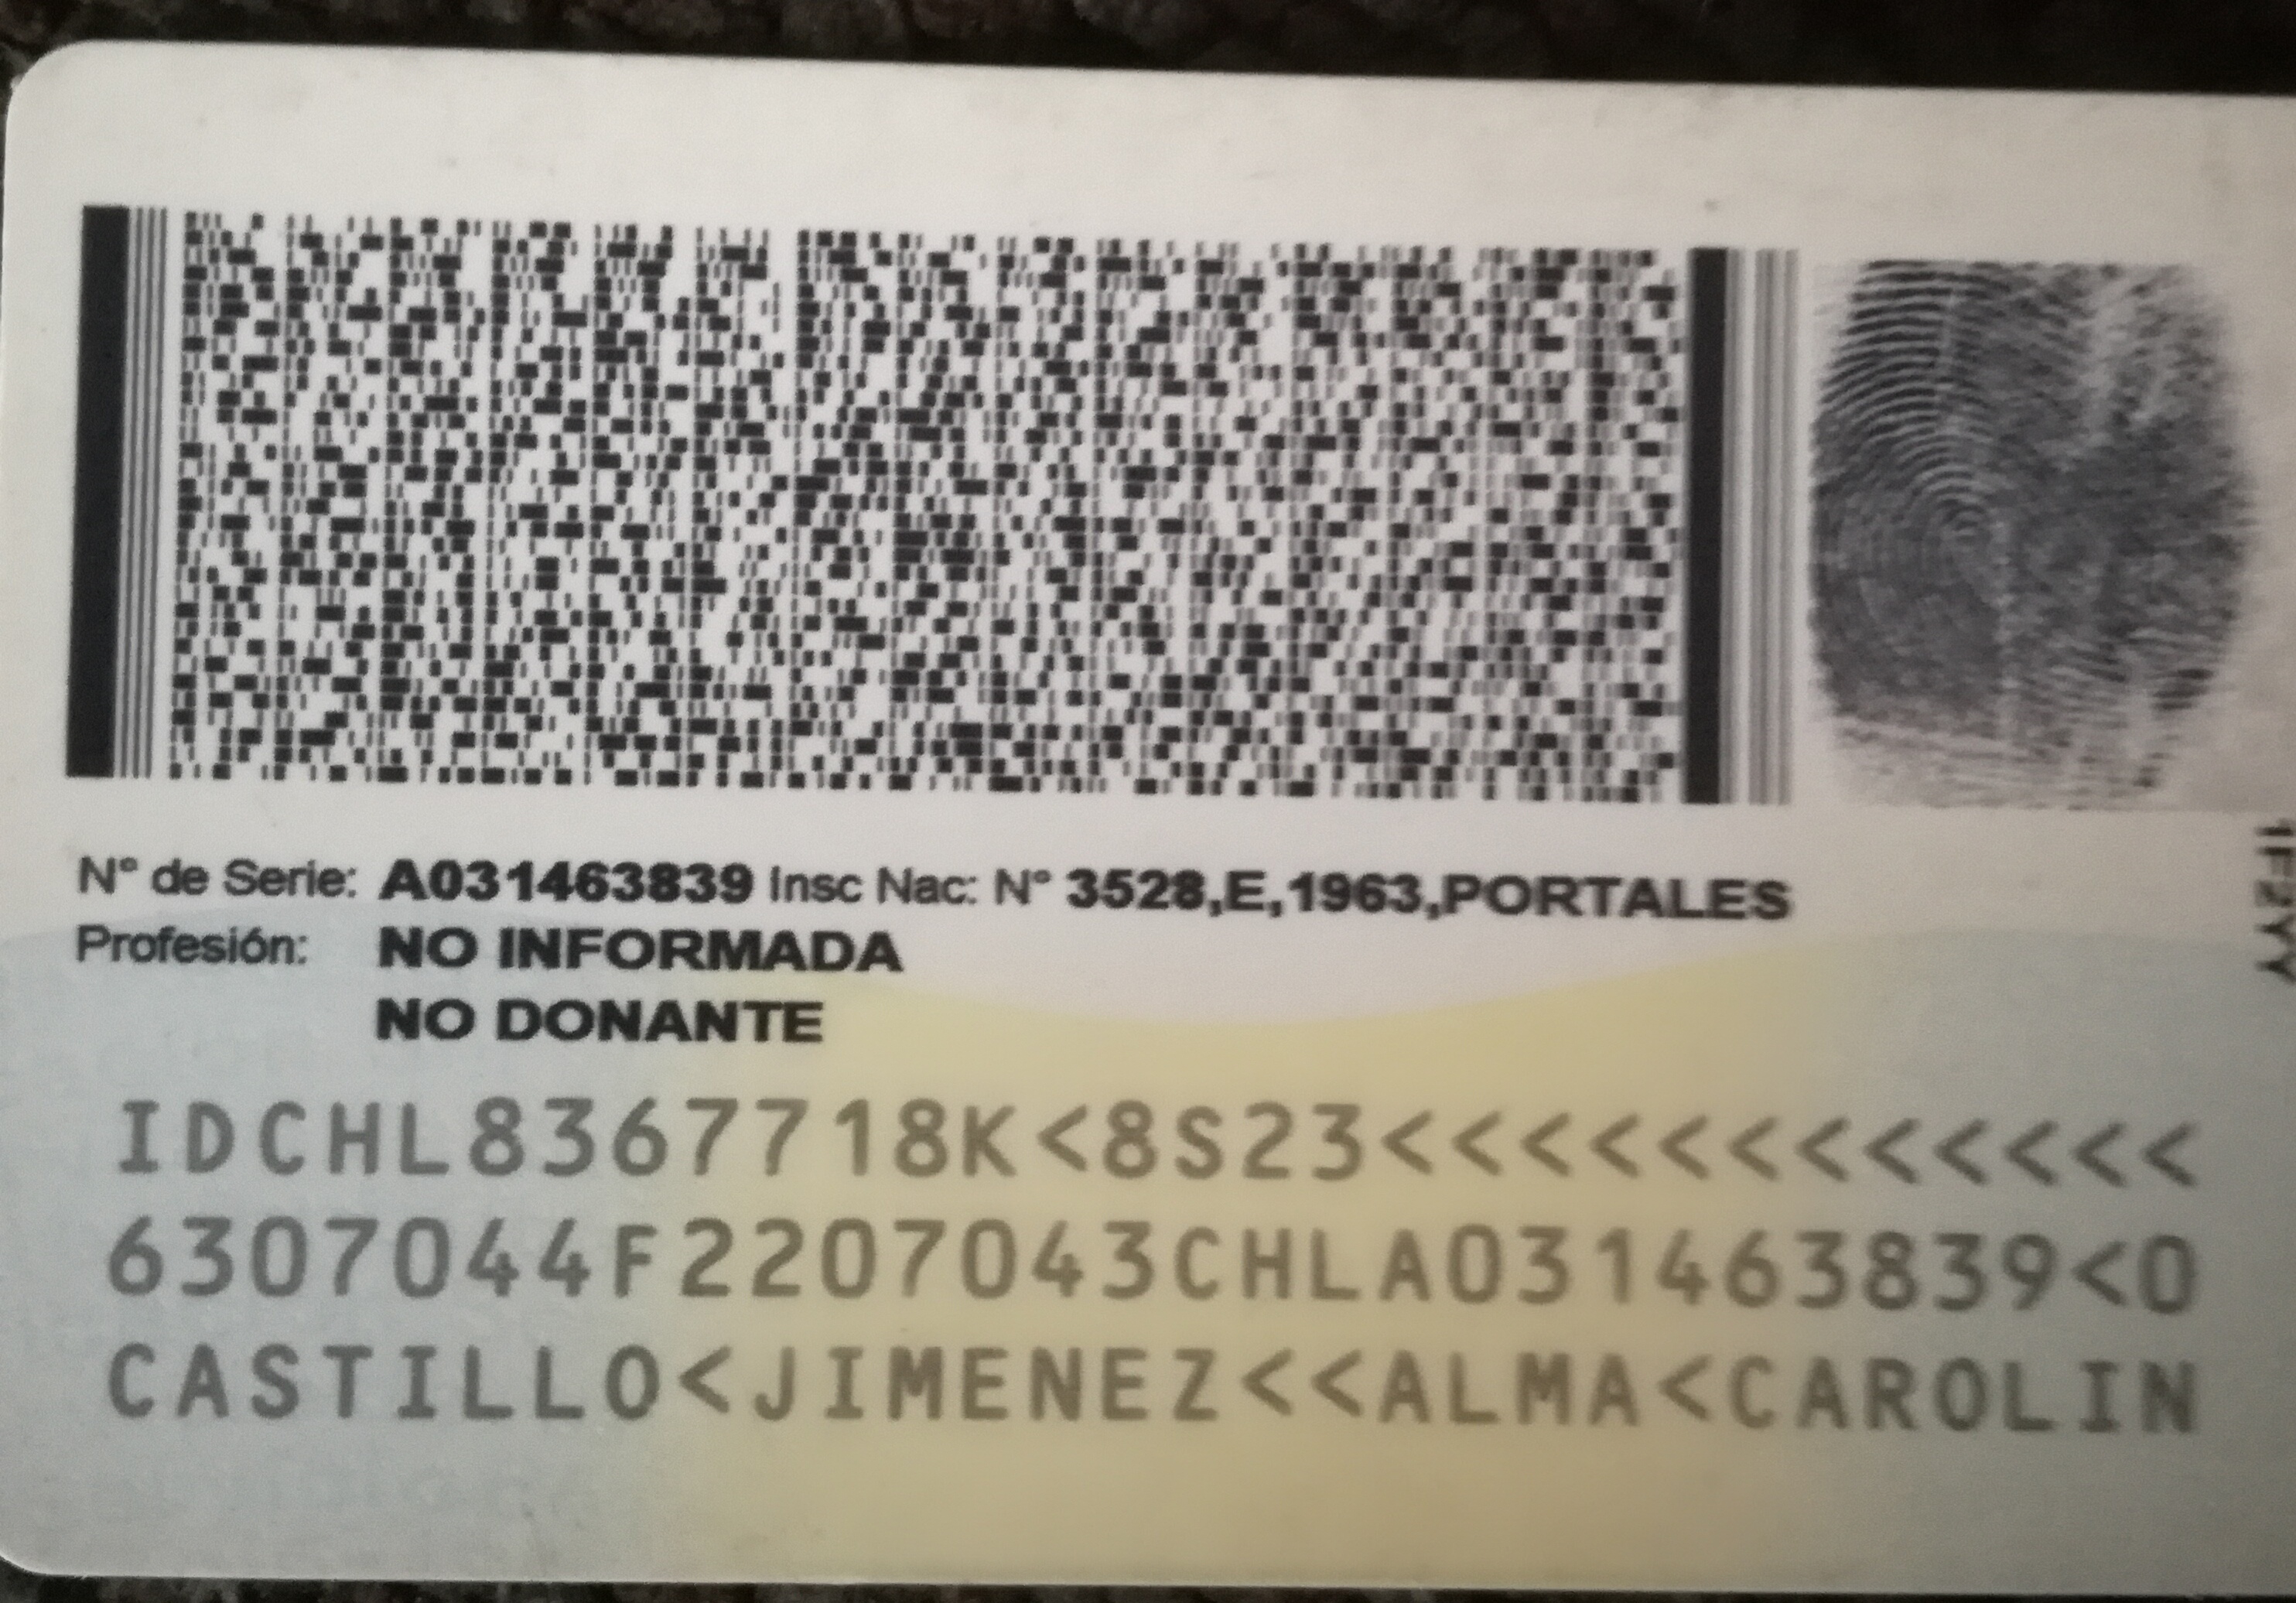 N° de Serie: A031463839 Insc Nac: N° 3528,E,1963,PORTALES
Profesión: NO INFORMADA
NO DONANTE
IDCHL8367718K<8S23<<<<<<<<<<<<
6307044F2207043CHLA031463839<0
CASTILLO<JIMENEZ<<ALMA<CAROLIN